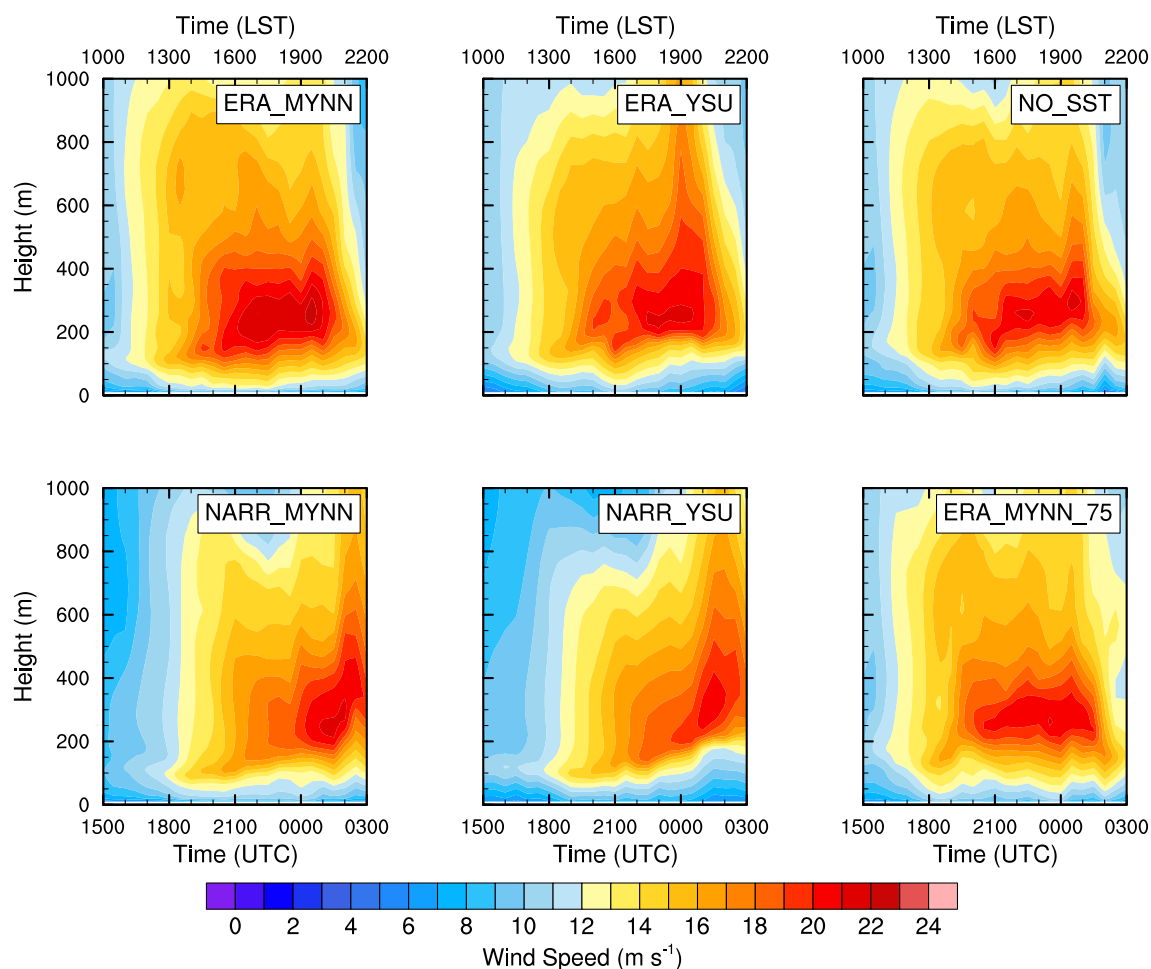 Time (LST) Time (LST) Time (LST)
1000 1300 1600 1900 2200 1000 1300 1600 1900 2200 1000 1300 1600 1900 2200
1000
ERA_MYNN ERA_YSU NO_SST
800
600
Height (m)
400
200
0
1000
NARR_MYNN NARR_YSU ERA_MYNN_75
800
600
Height (m)
400
200
0
1500 1800 2100 0000 0300 1500 1800 2100 0000 0300 1500 1800 2100 0000 0300
Time (UTC) Time (UTC) Time (UTC)
0 2 4 6 8 10 12 14 16 18 20 22 24
Wind Speed (m s⁻¹)